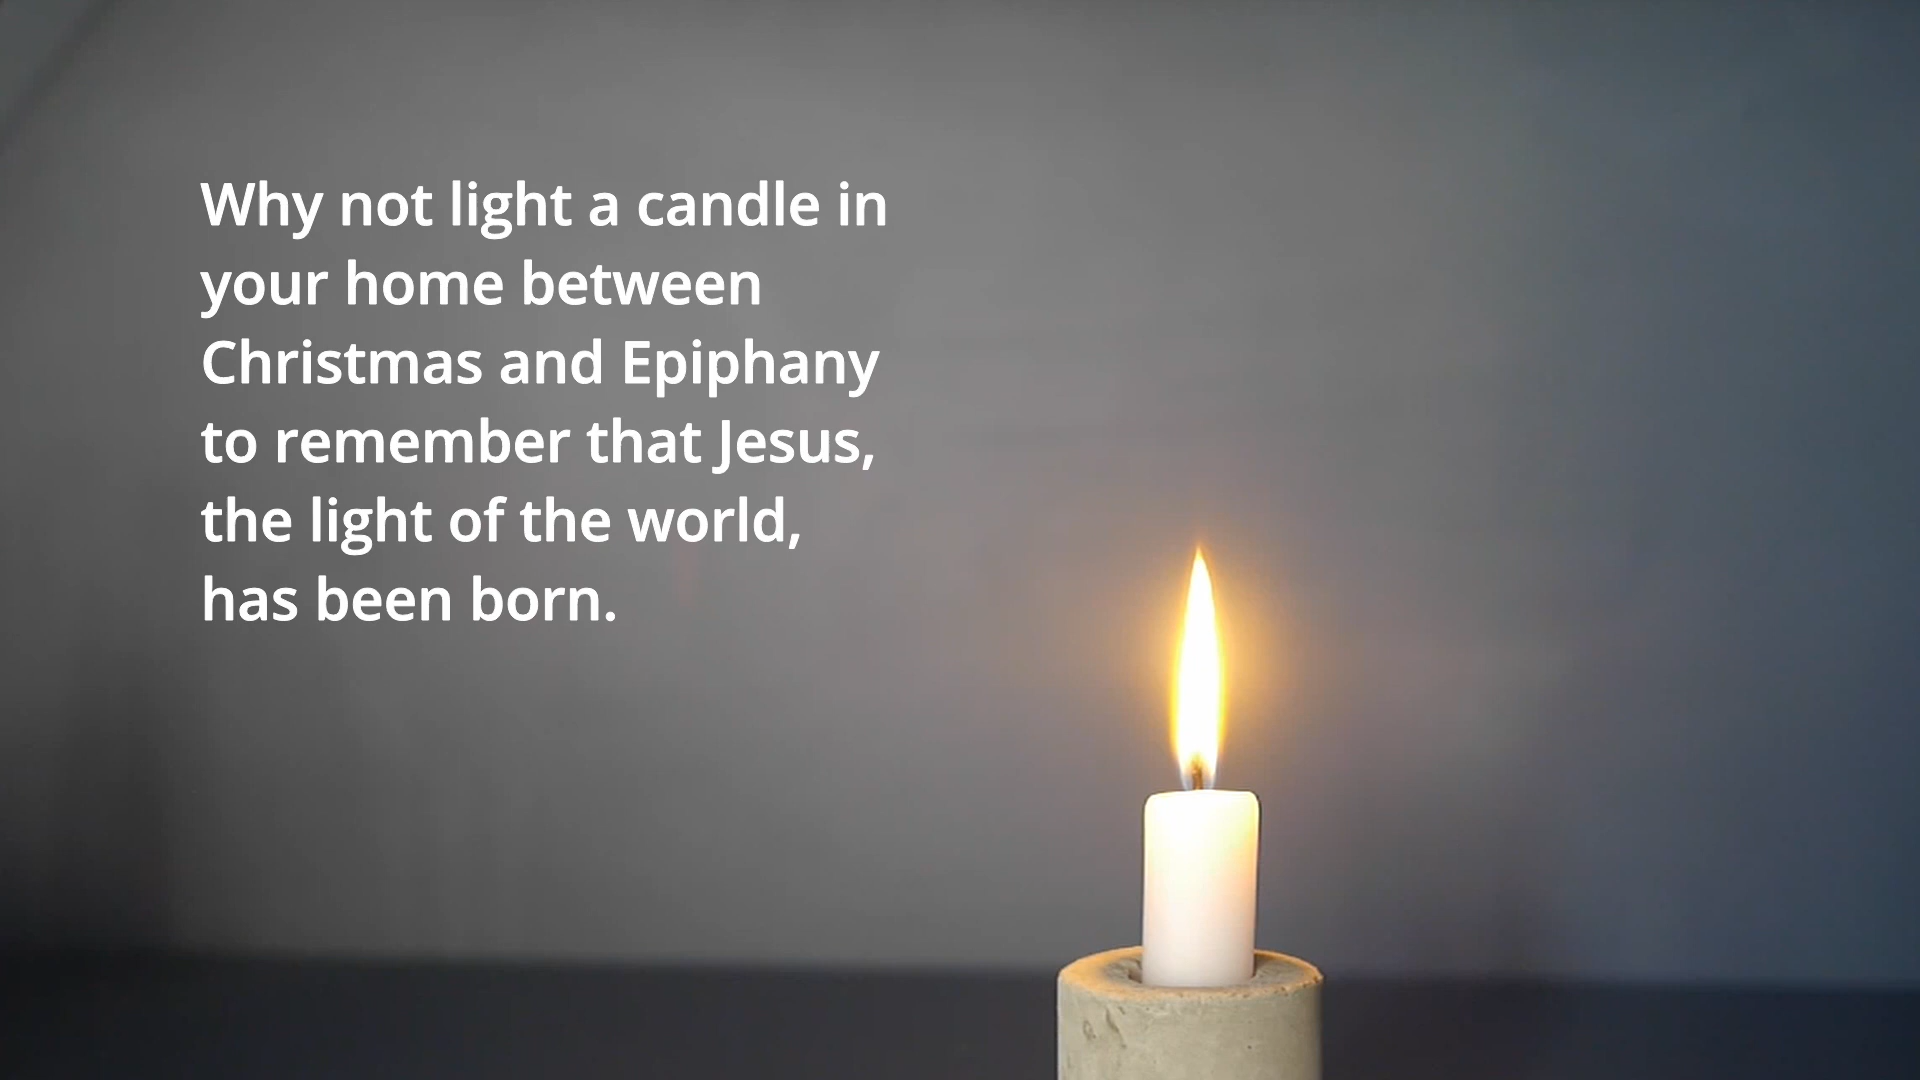 Why not light a candle in
your home between
Christmas and Epiphany
to remember that Jesus,
the light of the world,
has been born.